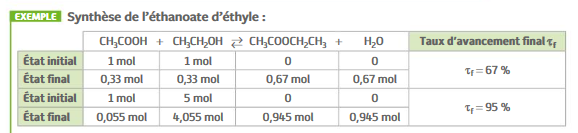 EXEMPLE Synthèse de l'éthanoate d'éthyle :
CH₃COOH + CH₃CH₂OH ⇄ CH₃COOCH₂CH₃ + H₂O Taux d'avancement final τf
État initial 1 mol 1 mol 0 0
État final 0,33 mol 0,33 mol 0,67 mol 0,67 mol
τf = 67 %
État initial 1 mol 5 mol 0 0
État final 0,055 mol 4,055 mol 0,945 mol 0,945 mol
τf = 95 %